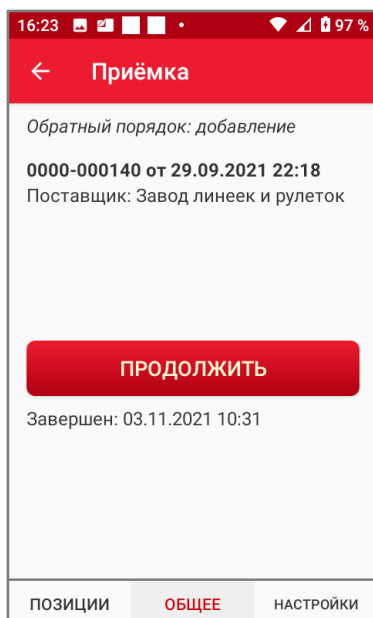 16:23 97 %
Приёмка
Обратный порядок: добавление
0000-000140 от 29.09.2021 22:18
Поставщик: Завод линеек и рулеток
ПРОДОЛЖИТЬ
Завершен: 03.11.2021 10:31
ПОЗИЦИИ ОБЩЕЕ НАСТРОЙКИ